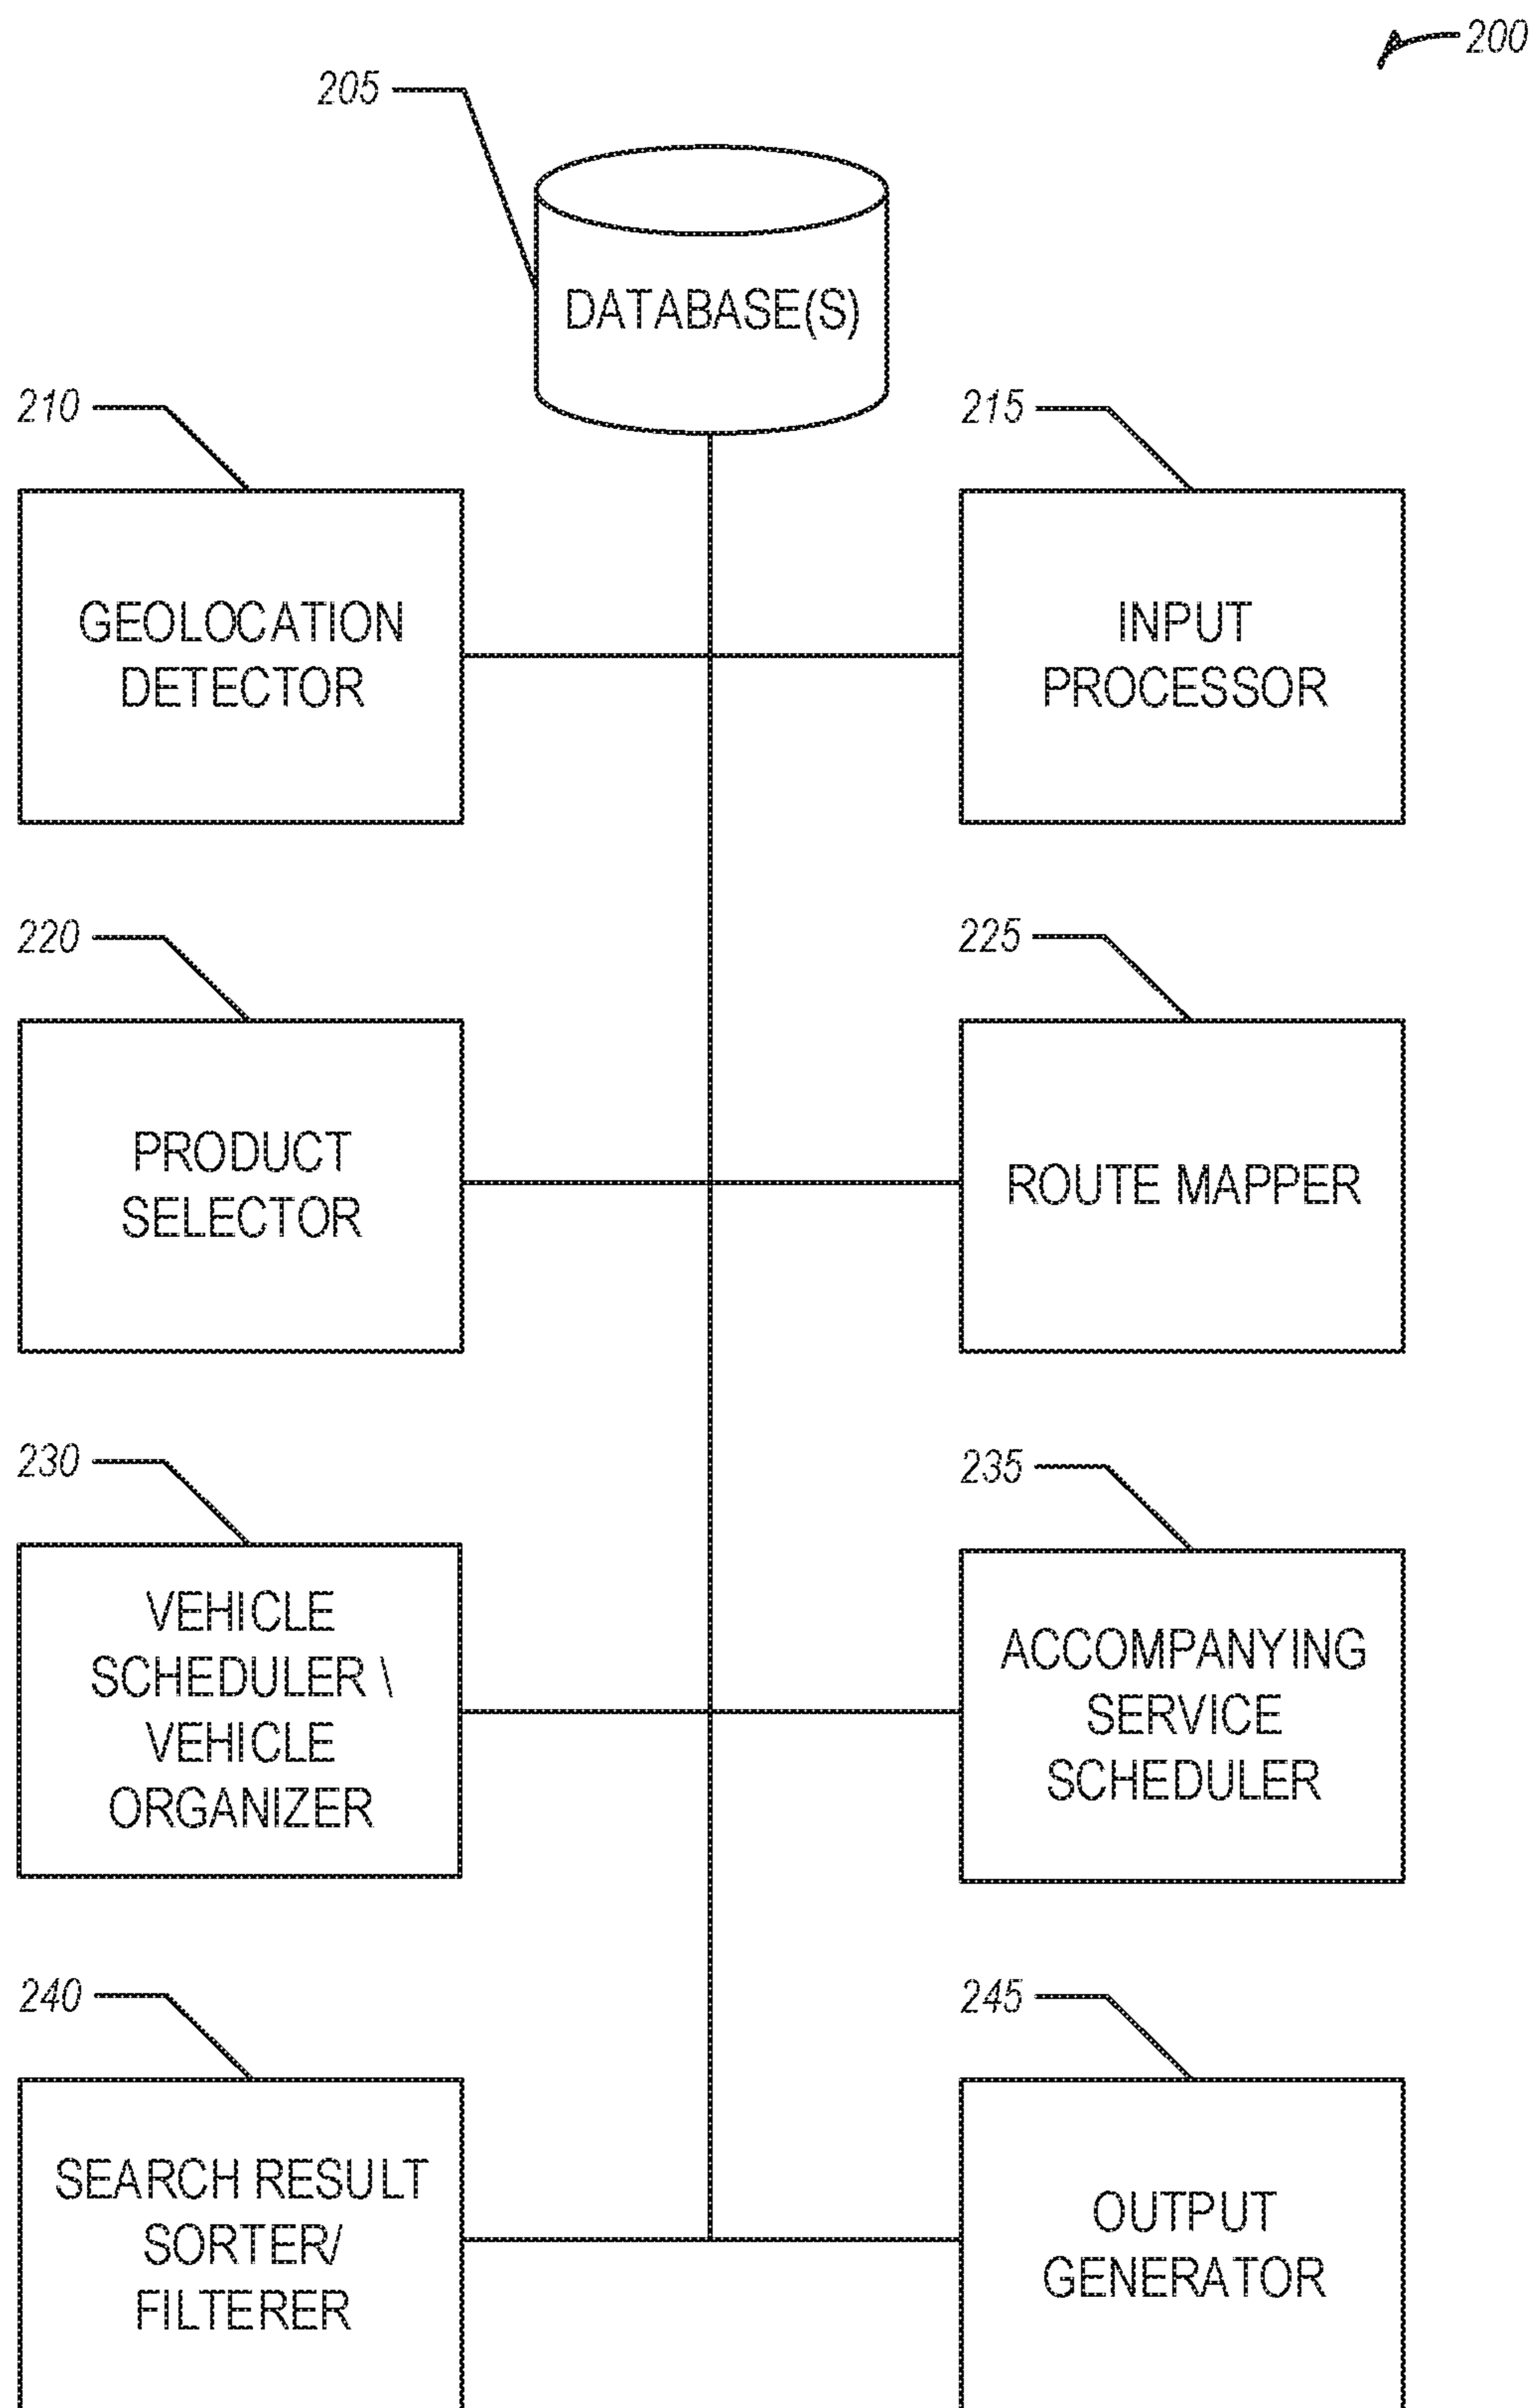 200
205
DATABASE(S)
210
215
GEOLOCATION
DETECTOR
INPUT
PROCESSOR
220
225
PRODUCT
SELECTOR
ROUTE MAPPER
230
235
VEHICLE
SCHEDULER \
VEHICLE
ORGANIZER
ACCOMPANYING
SERVICE
SCHEDULER
240
245
SEARCH RESULT
SORTER/
FILTERER
OUTPUT
GENERATOR